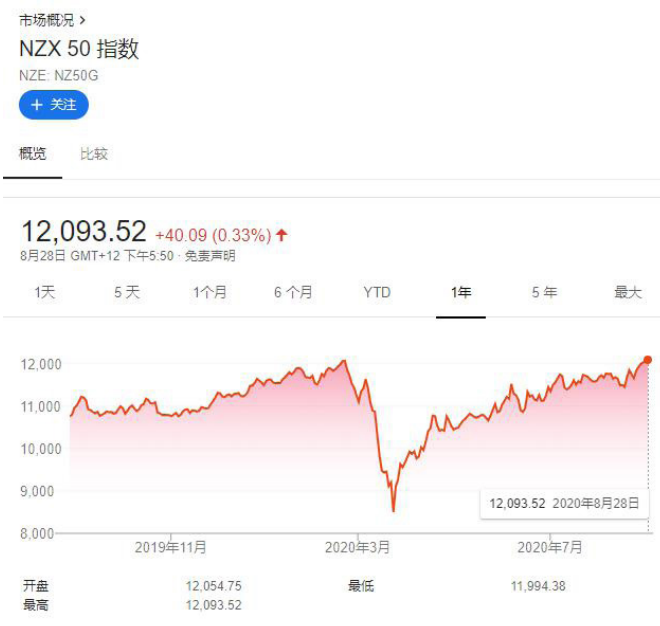 市场概况 >
NZX 50 指数
NZE: NZ50G
+ 关注
概览 比较
12,093.52 +40.09 (0.33%) ↑
8月28日 GMT+12 下午5:50 · 免责声明
1天 5天 1个月 6个月 YTD 1年 5年 最大
12,000
11,000
10,000
9,000
12,093.52 2020年8月28日
8,000
2019年11月 2020年3月 2020年7月
开盘 12,054.75 最低 11,994.38
最高 12,093.52